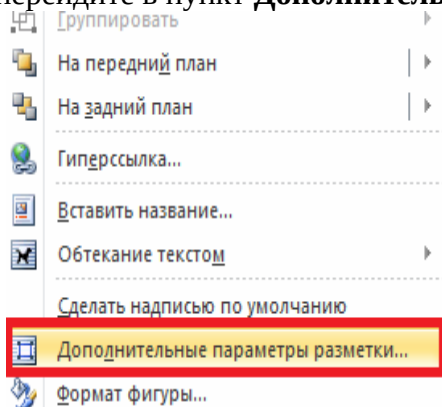 перейдите в пункт Дополнитель
Группировать
На передний план
На задний план
Гиперссылка...
Вставить название...
Обтекание текстом
Сделать надписью по умолчанию
Дополнительные параметры разметки...
Формат фигуры...